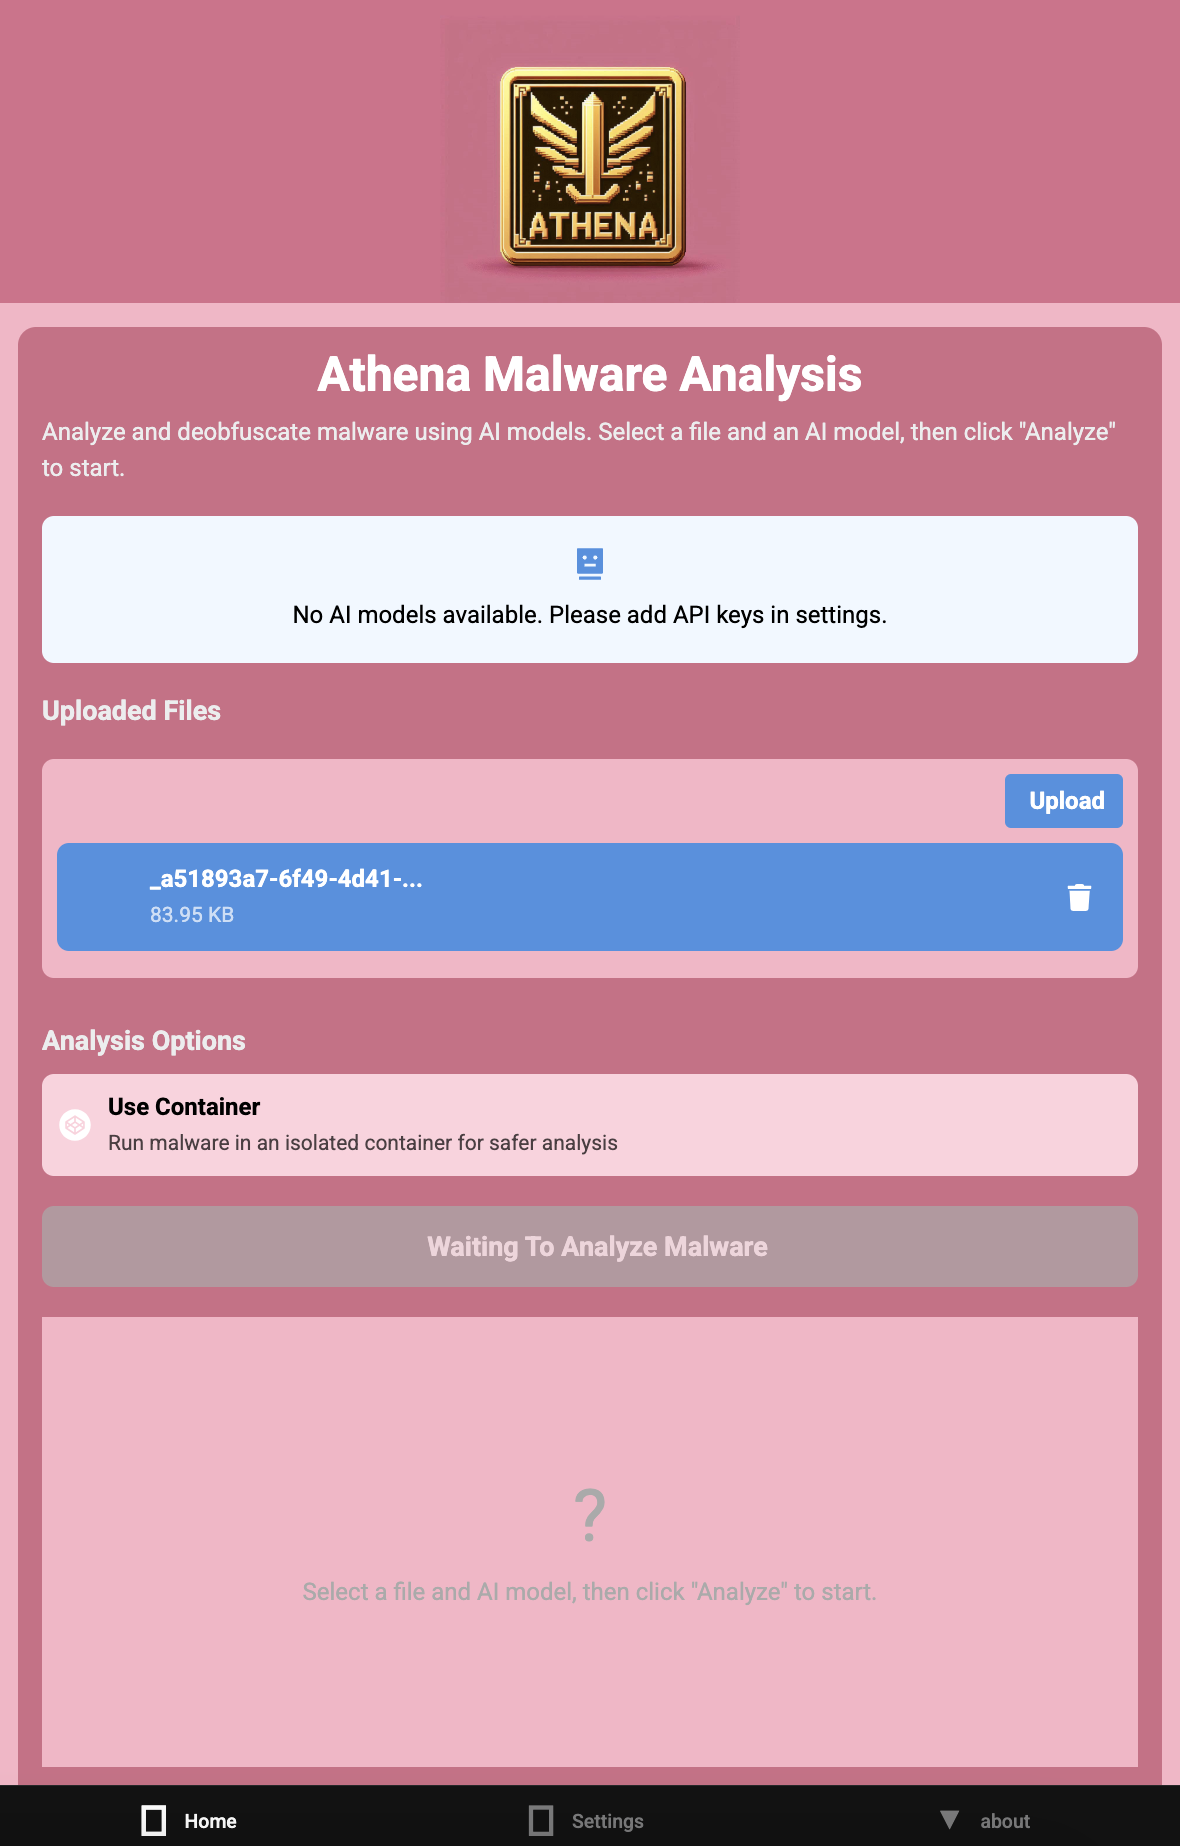 ATHENA
Athena Malware Analysis
Analyze and deobfuscate malware using AI models. Select a file and an AI model, then click "Analyze"
to start.
No AI models available. Please add API keys in settings.
Uploaded Files
Upload
_a51893a7-6f49-4d41-...
83.95 KB
Analysis Options
Use Container
Run malware in an isolated container for safer analysis
Waiting To Analyze Malware
?
Select a file and AI model, then click "Analyze" to start.
Home
Settings
about